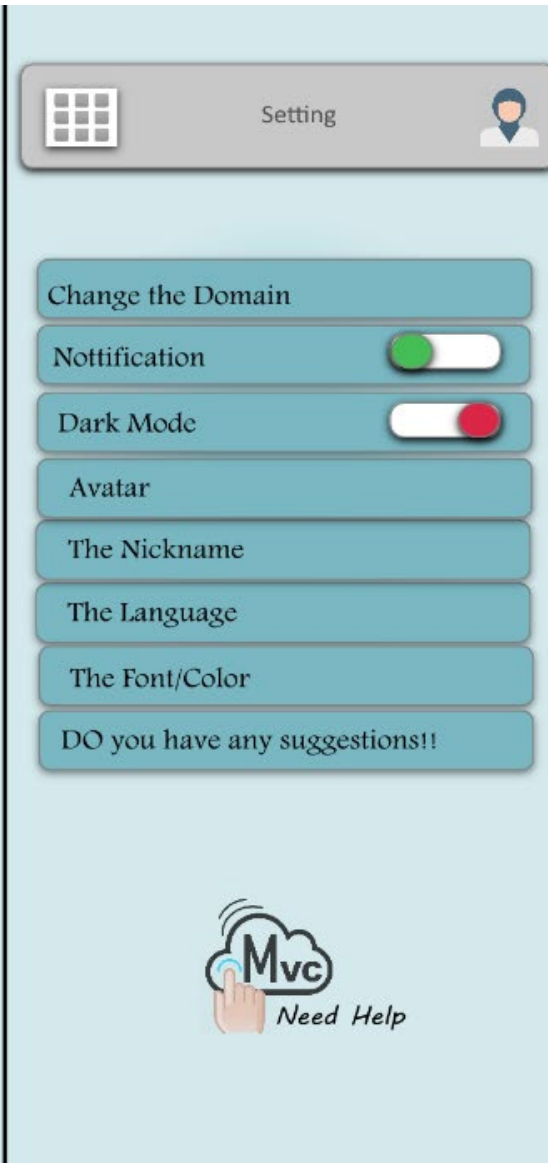 Setting
Change the Domain
Nottification
Dark Mode
Avatar
The Nickname
The Language
The Font/Color
DO you have any suggestions!!
Mvc
Need Help